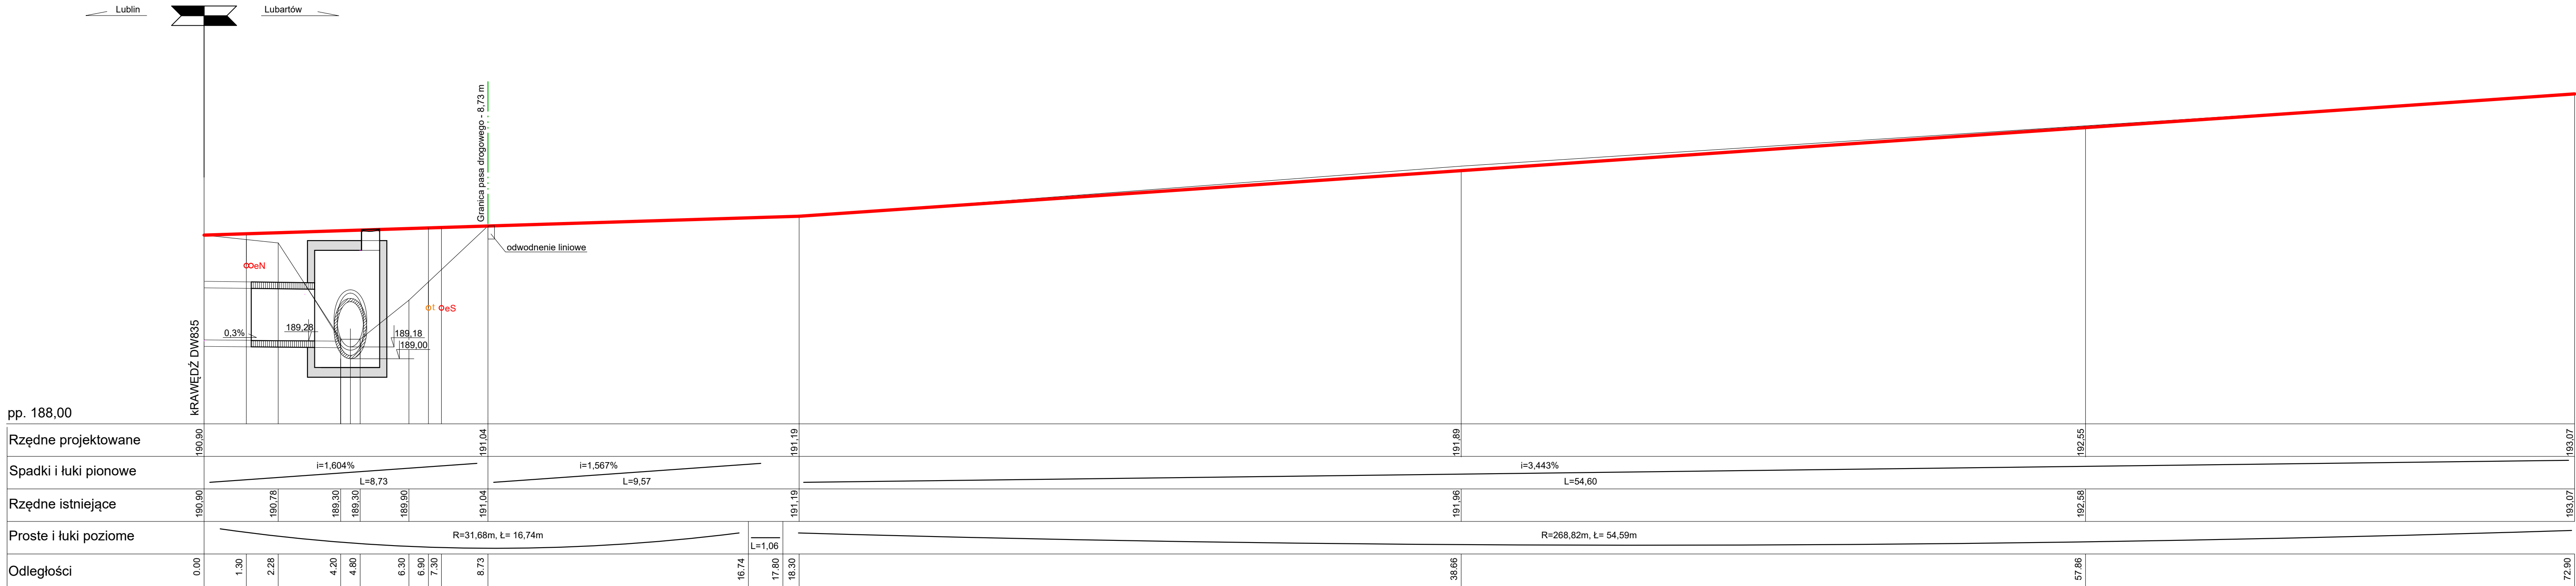 Lublin
Lubartów
Granica pasa drogowego - 8,73 m
odwodnenie liniowe
eN
t
eS
0,3%
189,28
189,18
189,00
kRAWĘDŹ DW835
pp. 188,00
Rzędne projektowane
190,90 191,04 191,19 191,89 192,55 193,07
Spadki i łuki pionowe
i=1,604% i=1,567% i=3,443%
L=8,73 L=9,57 L=54,60
Rzędne istniejące
190,90 190,78 189,30 189,30 189,90 191,04 191,19 191,96 192,58 193,07
Proste i łuki poziome
R=31,68m, Ł= 16,74m R=268,82m, Ł= 54,59m
L=1,06
Odległości
0.00 1.30 2.28 4.20 4.80 6.30 6.90 7.30 8.73 16.74 17.80 18.30 38.66 57.86 72.90